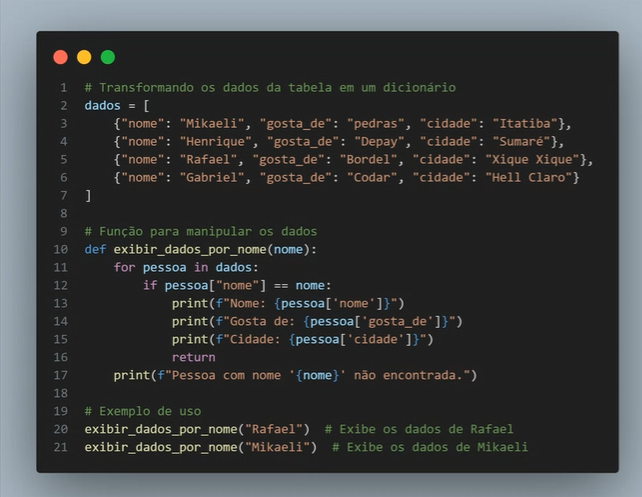 1 # Transformando os dados da tabela em um dicionário
2 dados = [
3     {"nome": "Mikaeli", "gosta_de": "pedras", "cidade": "Itatiba"},
4     {"nome": "Henrique", "gosta_de": "Depay", "cidade": "Sumaré"},
5     {"nome": "Rafael", "gosta_de": "Bordel", "cidade": "Xique Xique"},
6     {"nome": "Gabriel", "gosta_de": "Codar", "cidade": "Hell Claro"}
7 ]
8
9 # Função para manipular os dados
10 def exibir_dados_por_nome(nome):
11     for pessoa in dados:
12         if pessoa["nome"] == nome:
13             print(f"Nome: {pessoa['nome']}")
14             print(f"Gosta de: {pessoa['gosta_de']}")
15             print(f"Cidade: {pessoa['cidade']}")
16             return
17     print(f"Pessoa com nome '{nome}' não encontrada.")
18
19 # Exemplo de uso
20 exibir_dados_por_nome("Rafael")  # Exibe os dados de Rafael
21 exibir_dados_por_nome("Mikaeli")  # Exibe os dados de Mikaeli